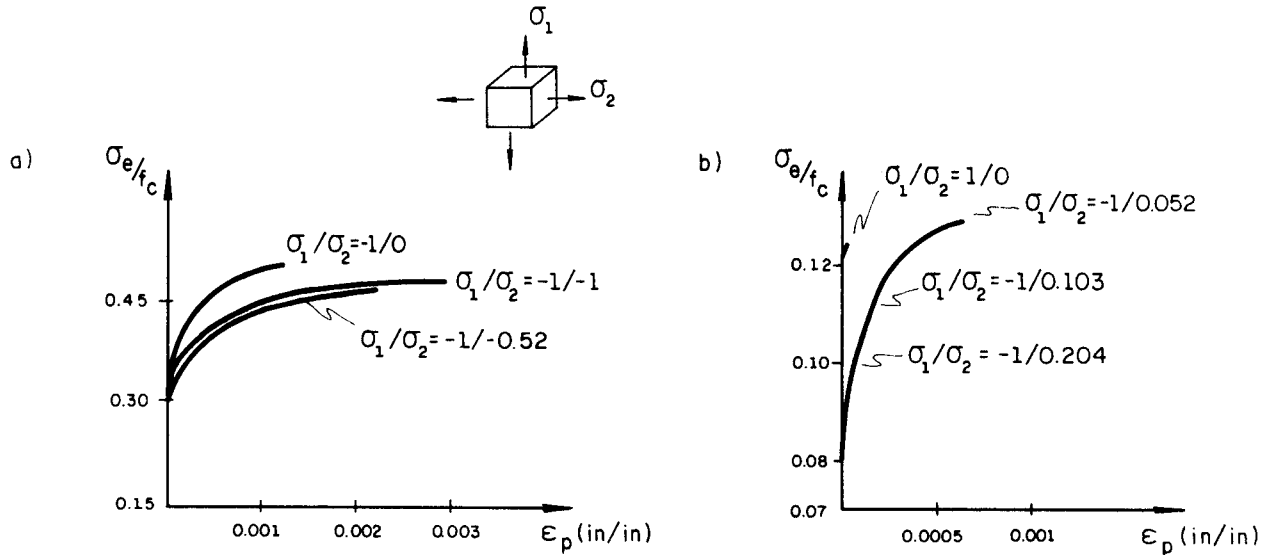 σ₁
σ₂
a)
σe/fc
σ₁/σ₂=-1/0
0.45
σ₁/σ₂=-1/-1
σ₁/σ₂=-1/-0.52
0.30
0.15
0.001
0.002
0.003
εp(in/in)
b)
σe/fc
σ₁/σ₂=1/0
σ₁/σ₂=-1/0.052
0.12
σ₁/σ₂=-1/0.103
σ₁/σ₂=-1/0.204
0.10
0.08
0.07
0.0005
0.001
εp(in/in)